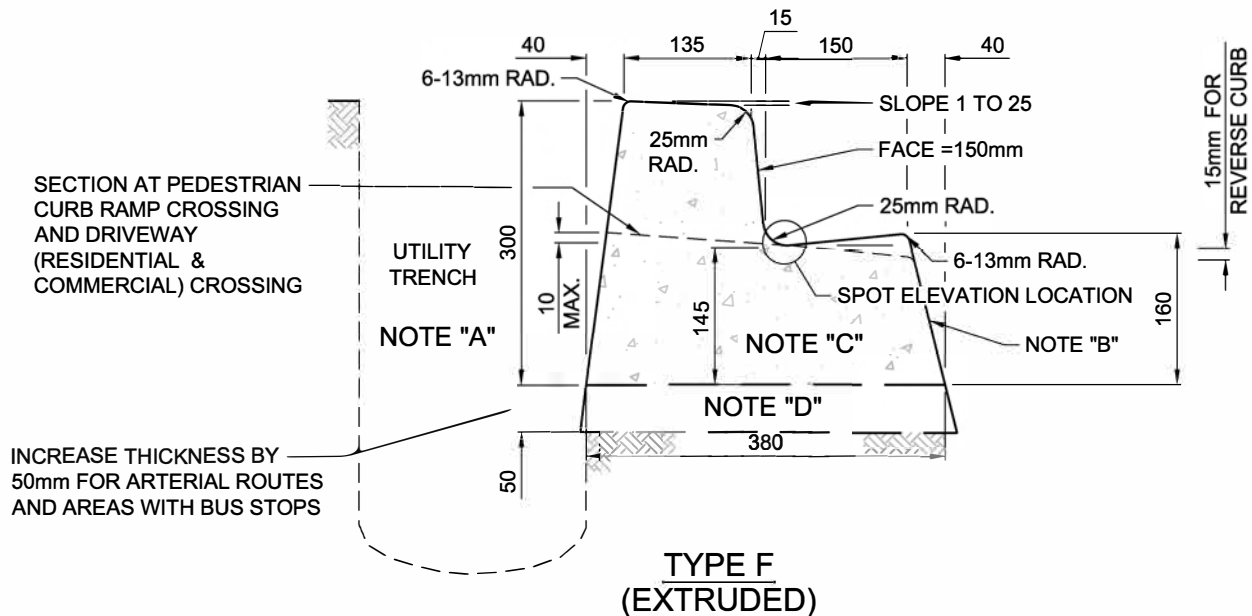 15
40
135
150
40
6-13mm RAD.
SLOPE 1 TO 25
25mm
RAD.
FACE =150mm
15mm FOR
REVERSE CURB
SECTION AT PEDESTRIAN
CURB RAMP CROSSING
AND DRIVEWAY
(RESIDENTIAL &
COMMERCIAL) CROSSING
UTILITY
TRENCH
NOTE "A"
300
10
MAX.
25mm RAD.
6-13mm RAD.
SPOT ELEVATION LOCATION
145
160
NOTE "C"
NOTE "B"
NOTE "D"
380
50
INCREASE THICKNESS BY
50mm FOR ARTERIAL ROUTES
AND AREAS WITH BUS STOPS
TYPE F
(EXTRUDED)